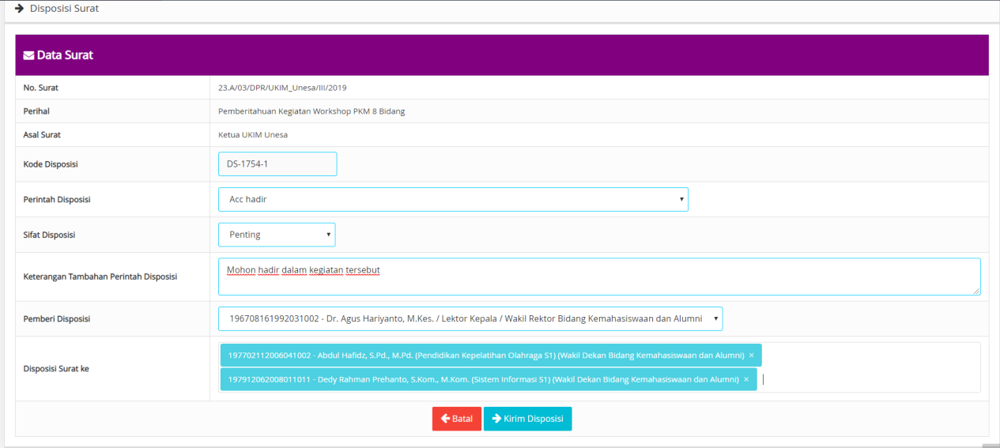 Disposisi Surat
Data Surat
No. Surat 23.A/03/DPR/UKIM_Unesa/III/2019
Perihal Pemberitahuan Kegiatan Workshop PKM 8 Bidang
Asal Surat Ketua UKIM Unesa
Kode Disposisi DS-1754-1
Perintah Disposisi Acc hadir
Sifat Disposisi Penting
Keterangan Tambahan Perintah Disposisi Mohon hadir dalam kegiatan tersebut
Pemberi Disposisi 196708161992031002 - Dr. Agus Hariyanto, M.Kes. / Lektor Kepala / Wakil Rektor Bidang Kemahasiswaan dan Alumni
Disposisi Surat ke 197702112006041002 - Abdul Hafidz, S.Pd., M.Pd. (Pendidikan Kepelatihan Olahraga S1) (Wakil Dekan Bidang Kemahasiswaan dan Alumni) ×
197912062008011011 - Dedy Rahman Prehanto, S.Kom., M.Kom. (Sistem Informasi S1) (Wakil Dekan Bidang Kemahasiswaan dan Alumni) ×
Batal Kirim Disposisi